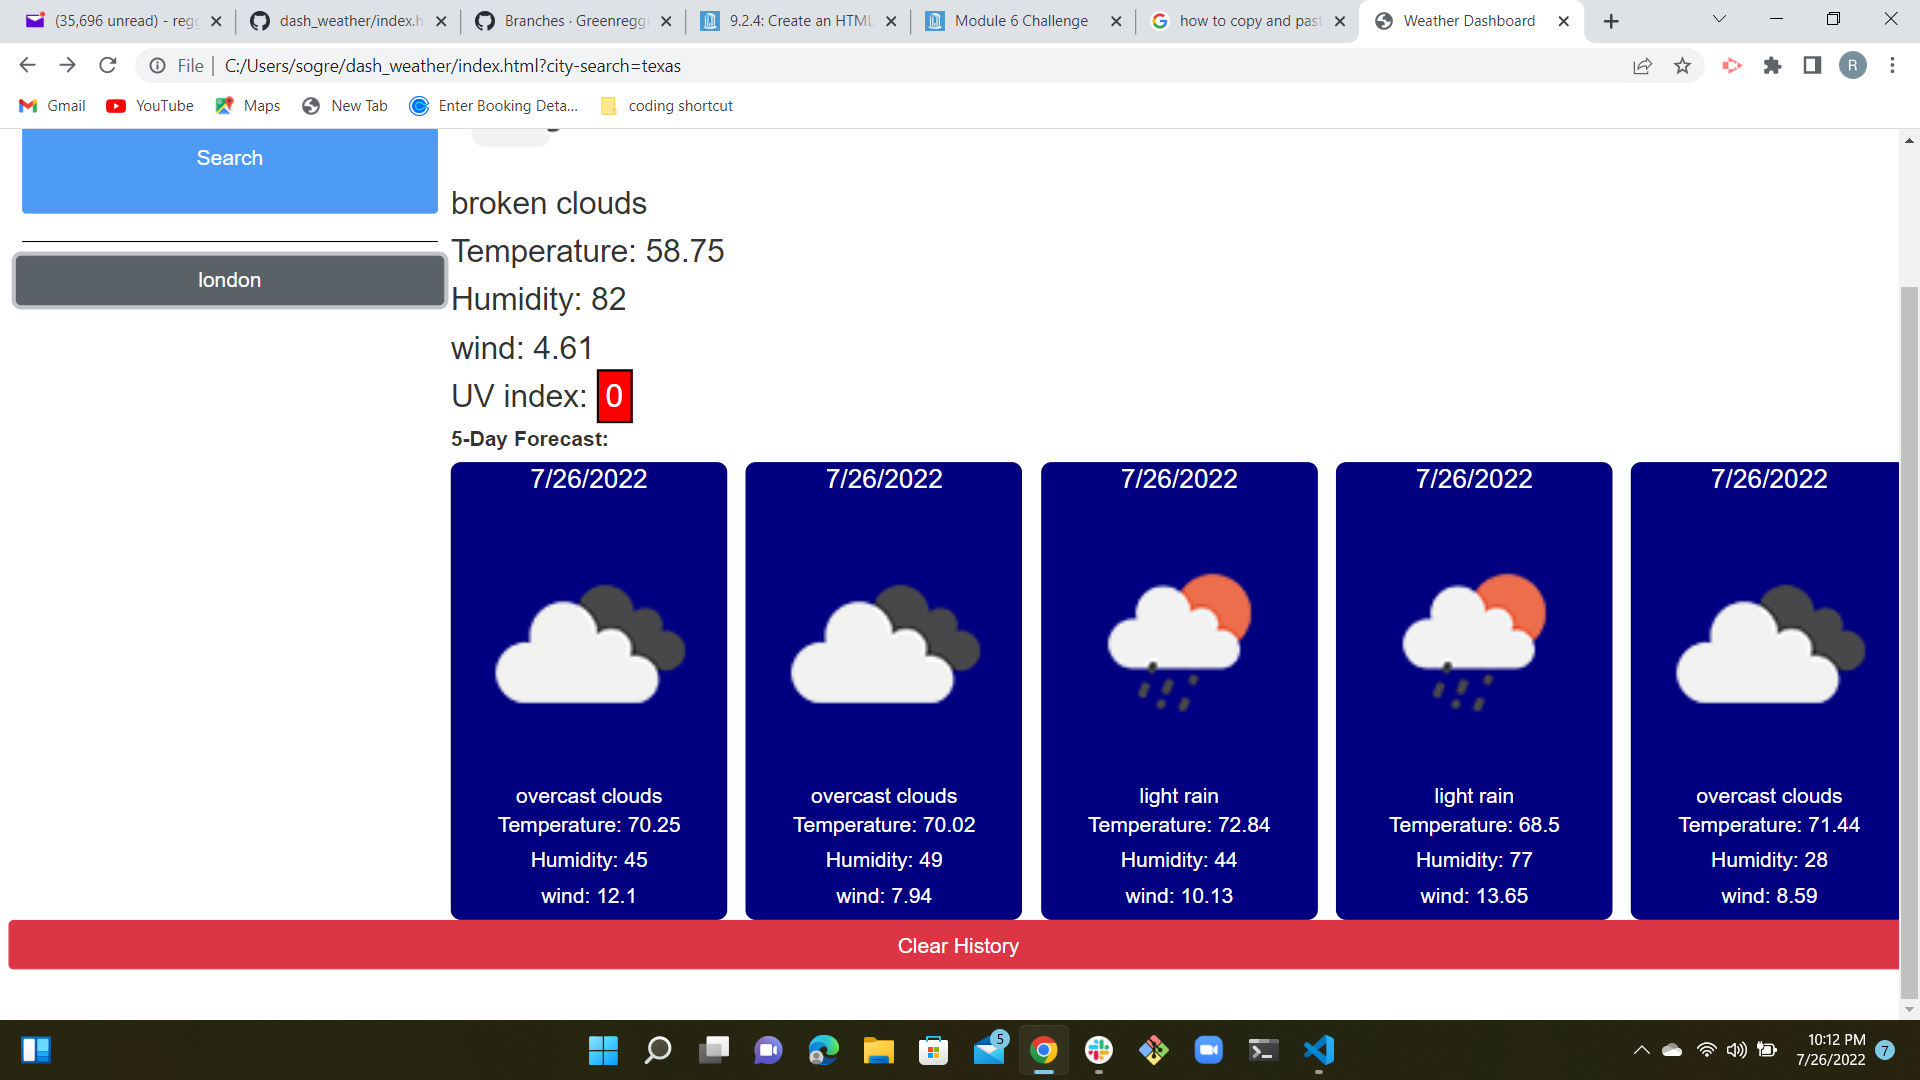 (35,696 unread) - reg
dash_weather/index.h
Branches · Greenregg
9.2.4: Create an HTML
Module 6 Challenge
how to copy and past
Weather Dashboard
File
C:/Users/sogre/dash_weather/index.html?city-search=texas
R
Gmail
YouTube
Maps
New Tab
Enter Booking Deta...
coding shortcut
Search
london
broken clouds
Temperature: 58.75
Humidity: 82
wind: 4.61
UV index: 0
5-Day Forecast:
7/26/2022
overcast clouds
Temperature: 70.25
Humidity: 45
wind: 12.1
7/26/2022
overcast clouds
Temperature: 70.02
Humidity: 49
wind: 7.94
7/26/2022
light rain
Temperature: 72.84
Humidity: 44
wind: 10.13
7/26/2022
light rain
Temperature: 68.5
Humidity: 77
wind: 13.65
7/26/2022
overcast clouds
Temperature: 71.44
Humidity: 28
wind: 8.59
Clear History
5
10:12 PM
7/26/2022
7